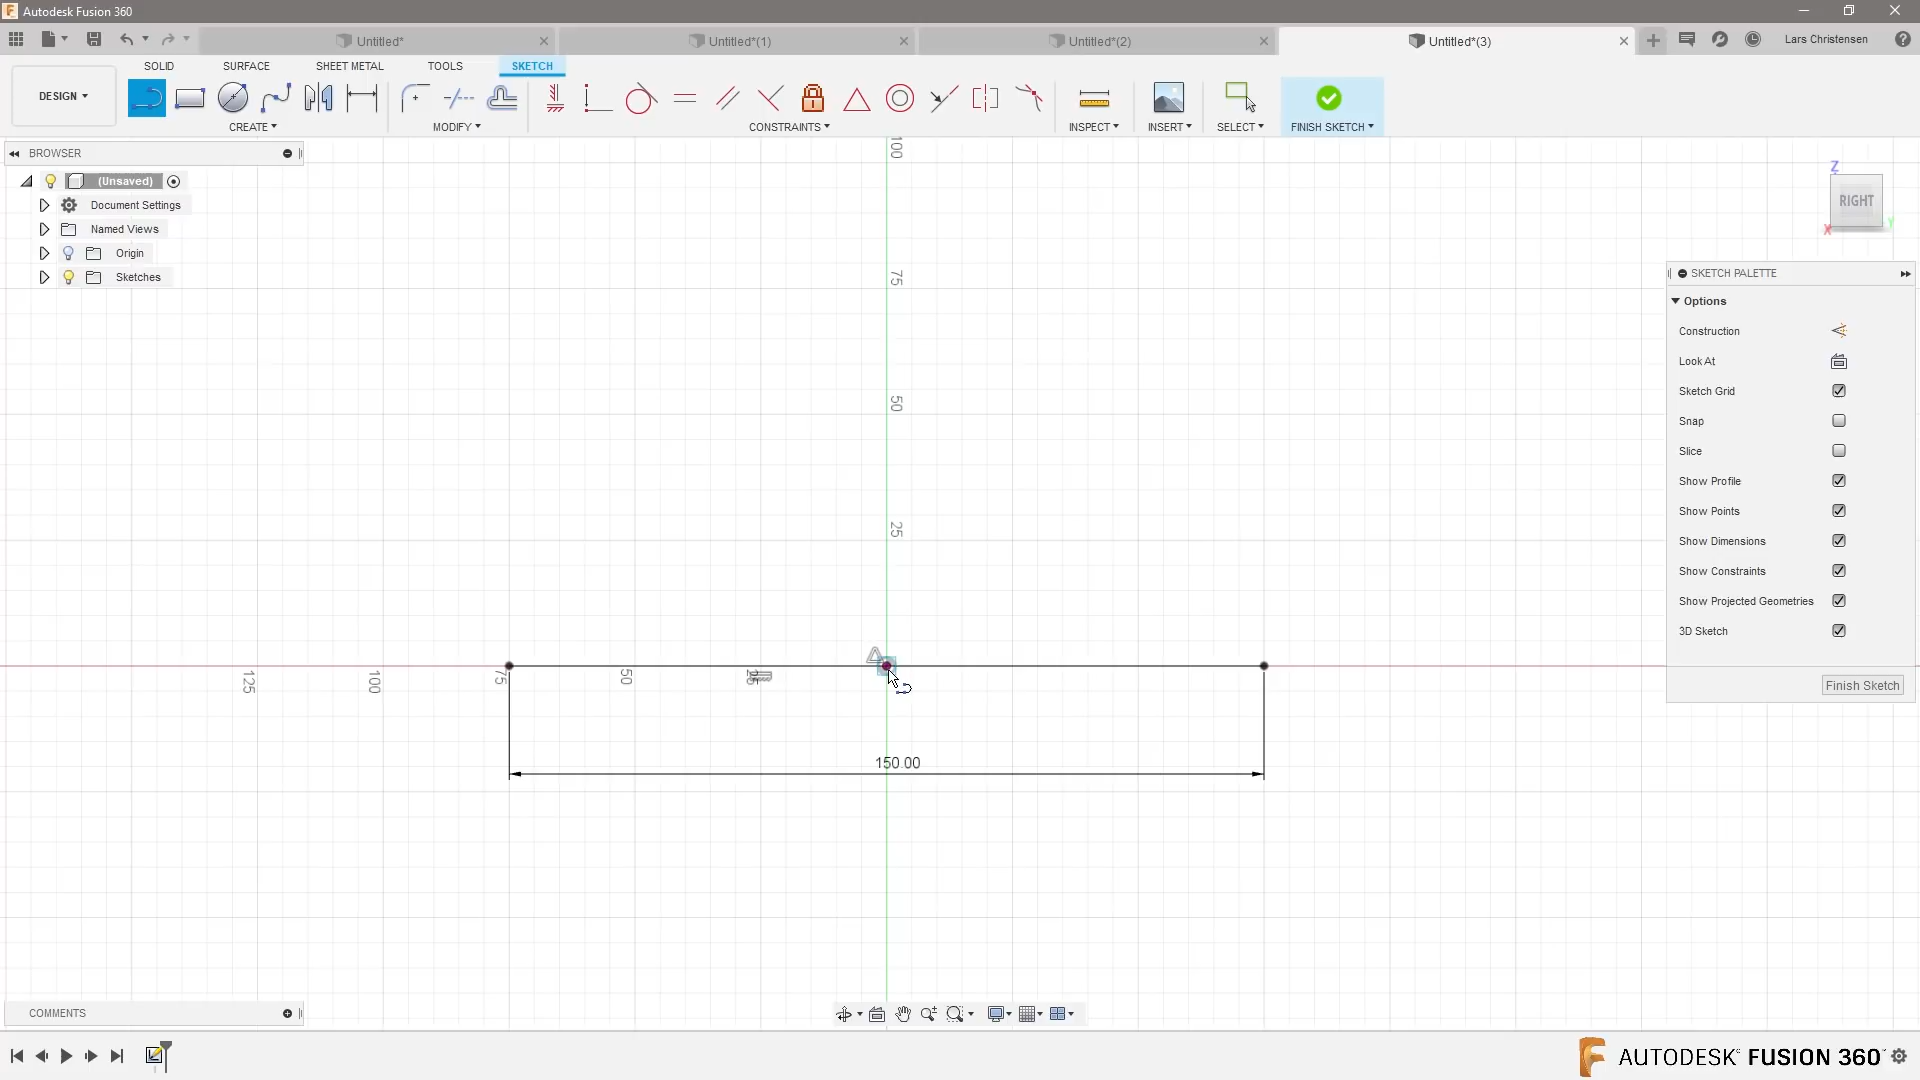 Autodesk Fusion 360
Untitled*
Untitled*(1)
Untitled*(2)
Untitled*(3)
Lars Christensen
SOLID
SURFACE
SHEET METAL
TOOLS
SKETCH
DESIGN
CREATE
MODIFY
CONSTRAINTS
INSPECT
INSERT
SELECT
FINISH SKETCH
BROWSER
(Unsaved)
Document Settings
Named Views
Origin
Sketches
100
75
50
25
125
100
75
50
25
150.00
Z
RIGHT
X
Y
SKETCH PALETTE
Options
Construction
Look At
Sketch Grid
Snap
Slice
Show Profile
Show Points
Show Dimensions
Show Constraints
Show Projected Geometries
3D Sketch
Finish Sketch
COMMENTS
AUTODESK FUSION 360